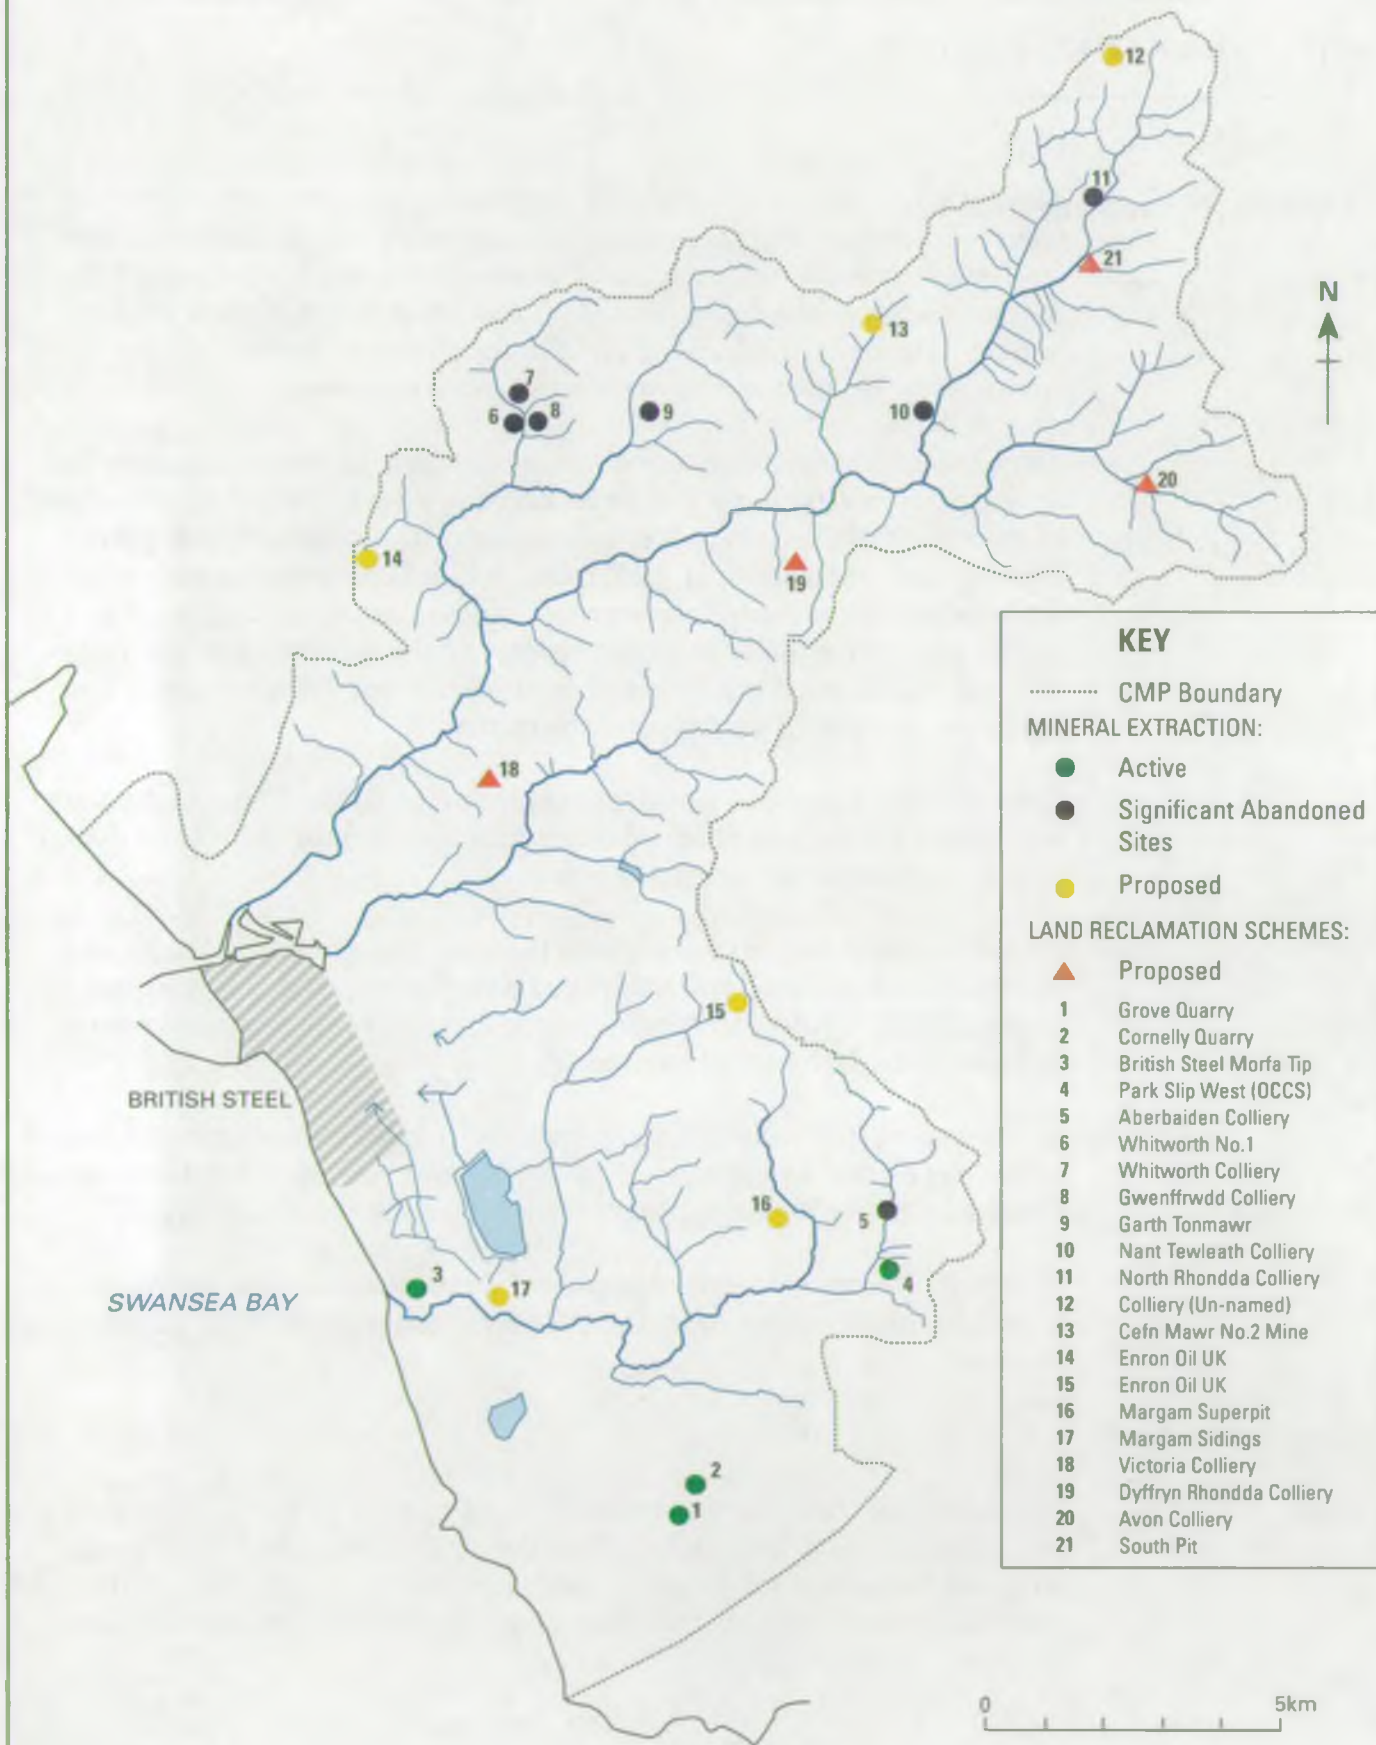 12
11
21
N
13
7
6
8
9
10
20
14
19
KEY
CMP Boundary
MINERAL EXTRACTION:
Active
Significant Abandoned
Sites
Proposed
LAND RECLAMATION SCHEMES:
Proposed
1 Grove Quarry
2 Cornelly Quarry
3 British Steel Morfa Tip
4 Park Slip West (OCCS)
5 Aberbaiden Colliery
6 Whitworth No.1
7 Whitworth Colliery
8 Gwenffrwdd Colliery
9 Garth Tonmawr
10 Nant Tewleath Colliery
11 North Rhondda Colliery
12 Colliery (Un-named)
13 Cefn Mawr No.2 Mine
14 Enron Oil UK
15 Enron Oil UK
16 Margam Superpit
17 Margam Sidings
18 Victoria Colliery
19 Dyffryn Rhondda Colliery
20 Avon Colliery
21 South Pit
18
15
BRITISH STEEL
16
5
3
17
4
SWANSEA BAY
2
1
0 5km